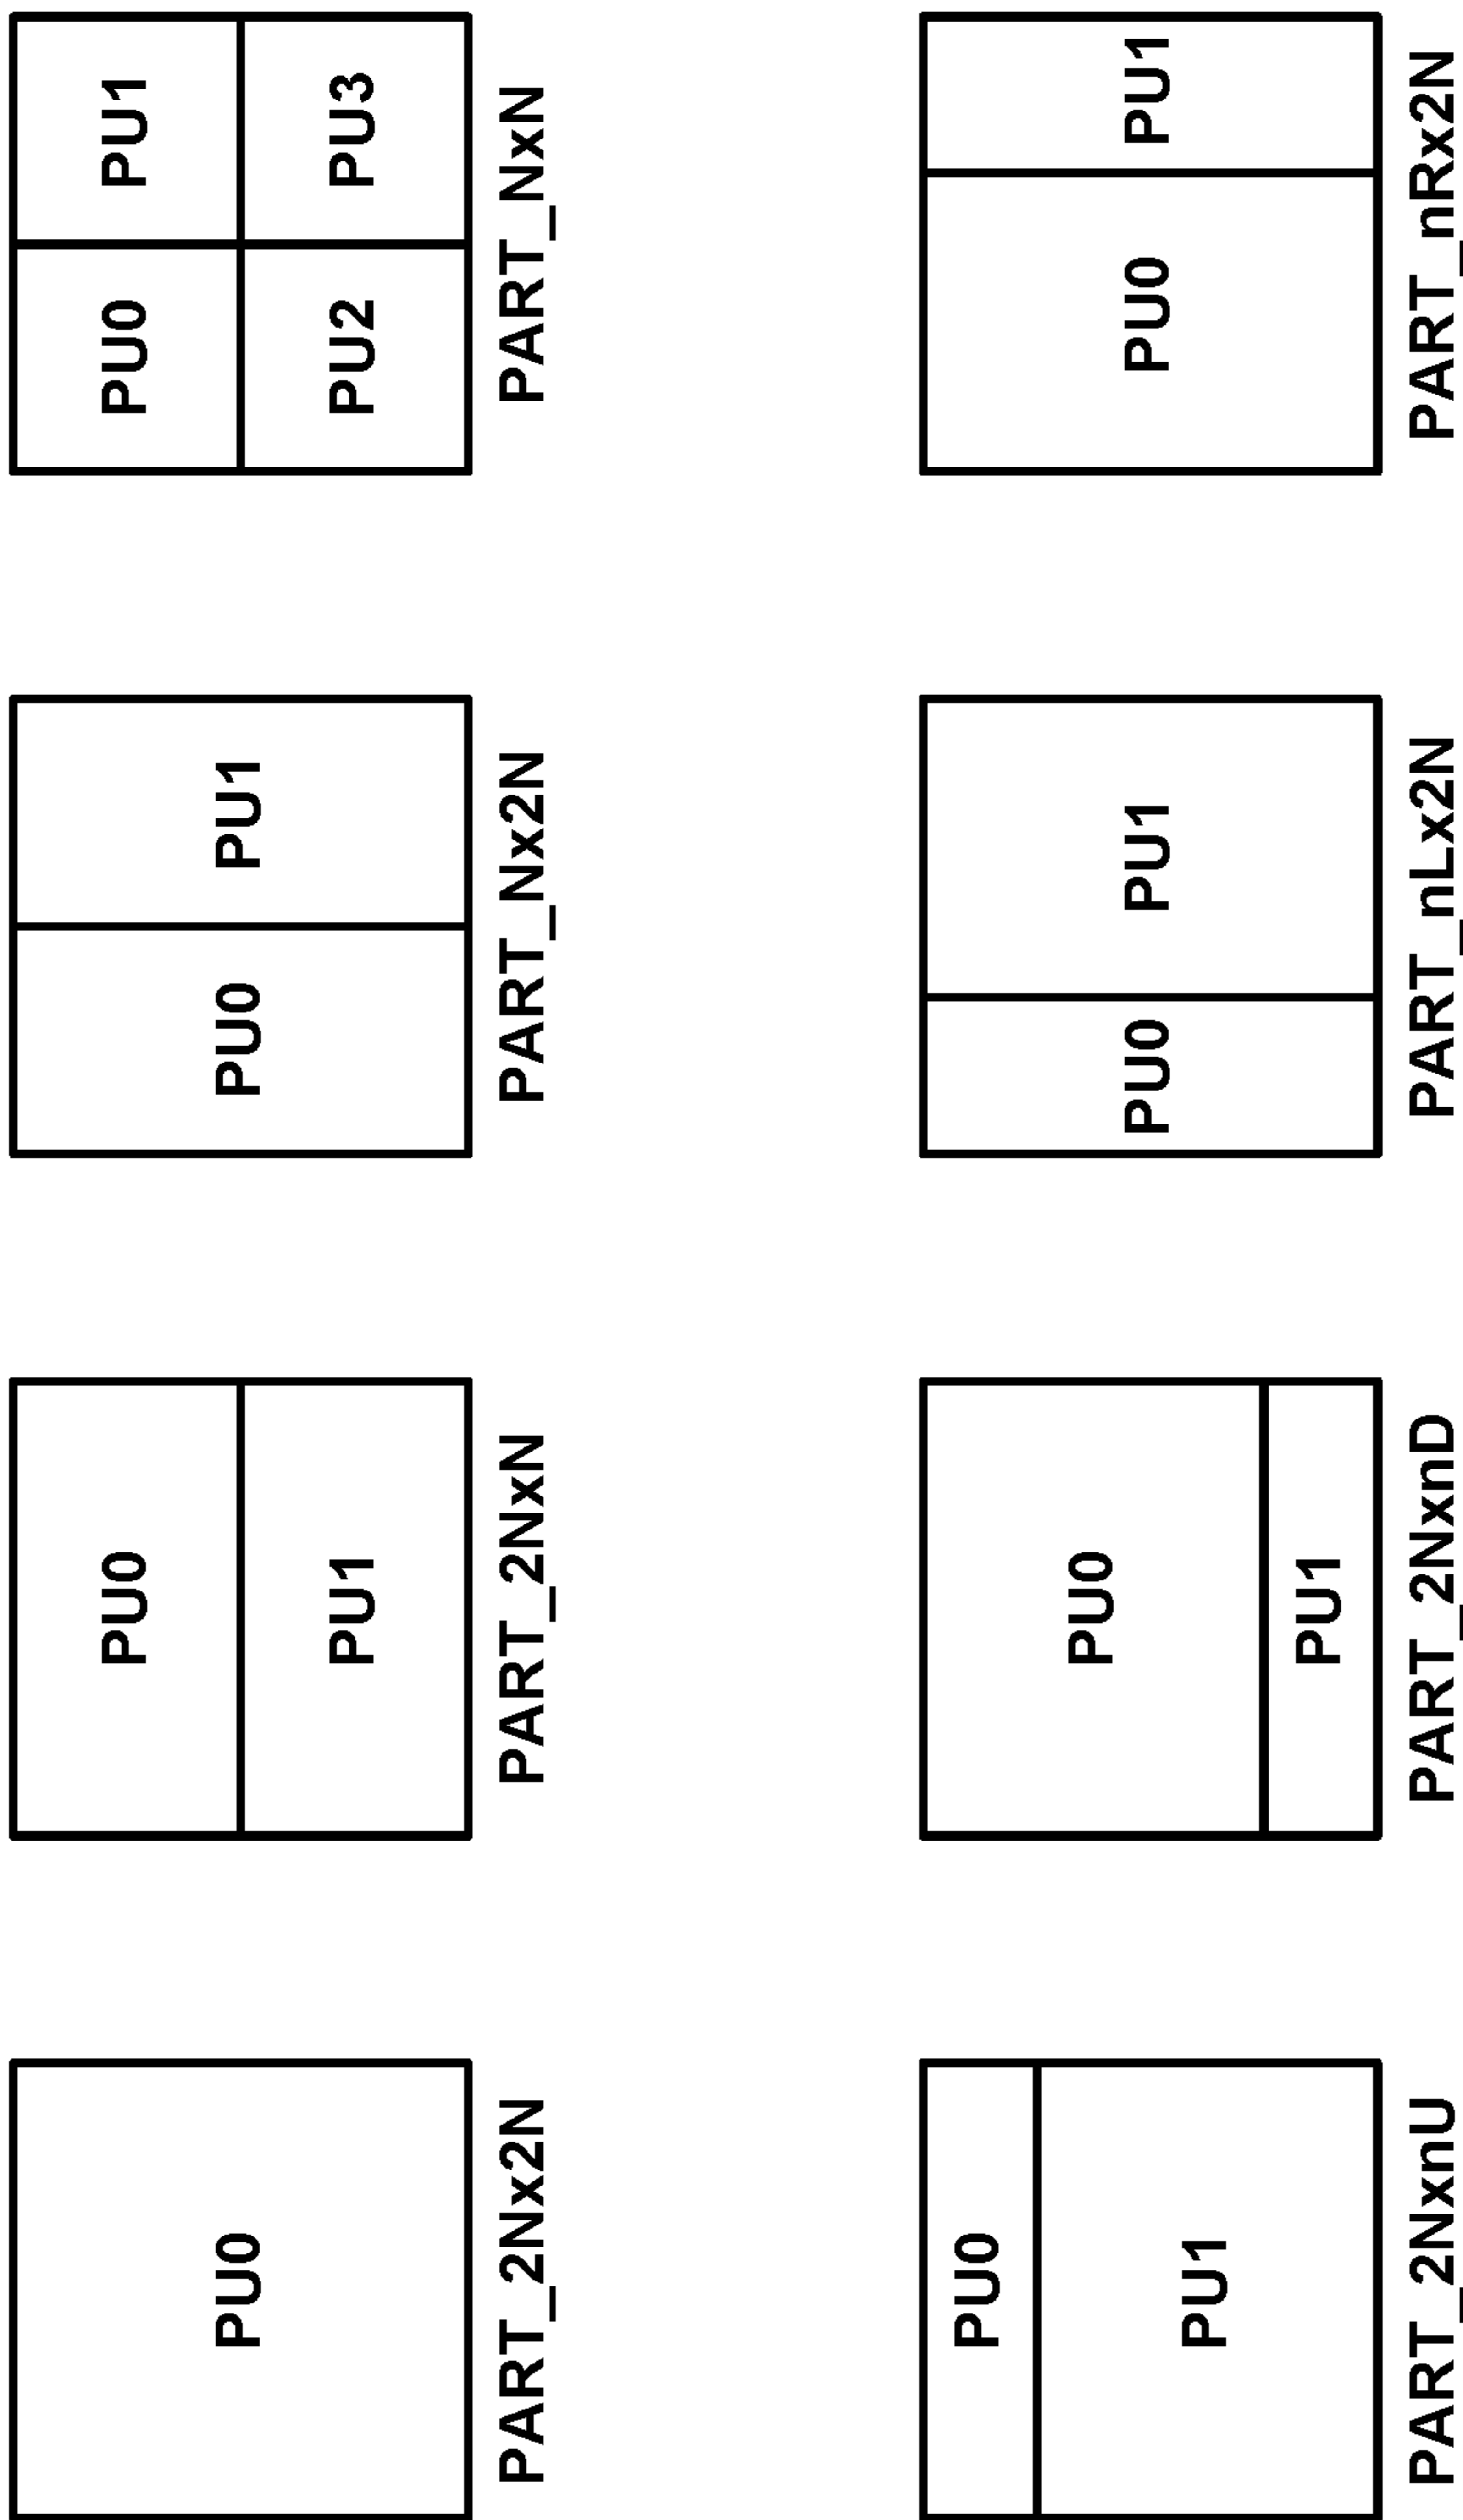 PU0
PART_2Nx2N
PU0
PU1
PART_2NxN
PU0 PU1
PART_Nx2N
PU0 PU1
PU2 PU3
PART_NxN
PU0
PU1
PART_2NxnU
PU0
PU1
PART_2NxnD
PU0 PU1
PART_nLx2N
PU0 PU1
PART_nRx2N